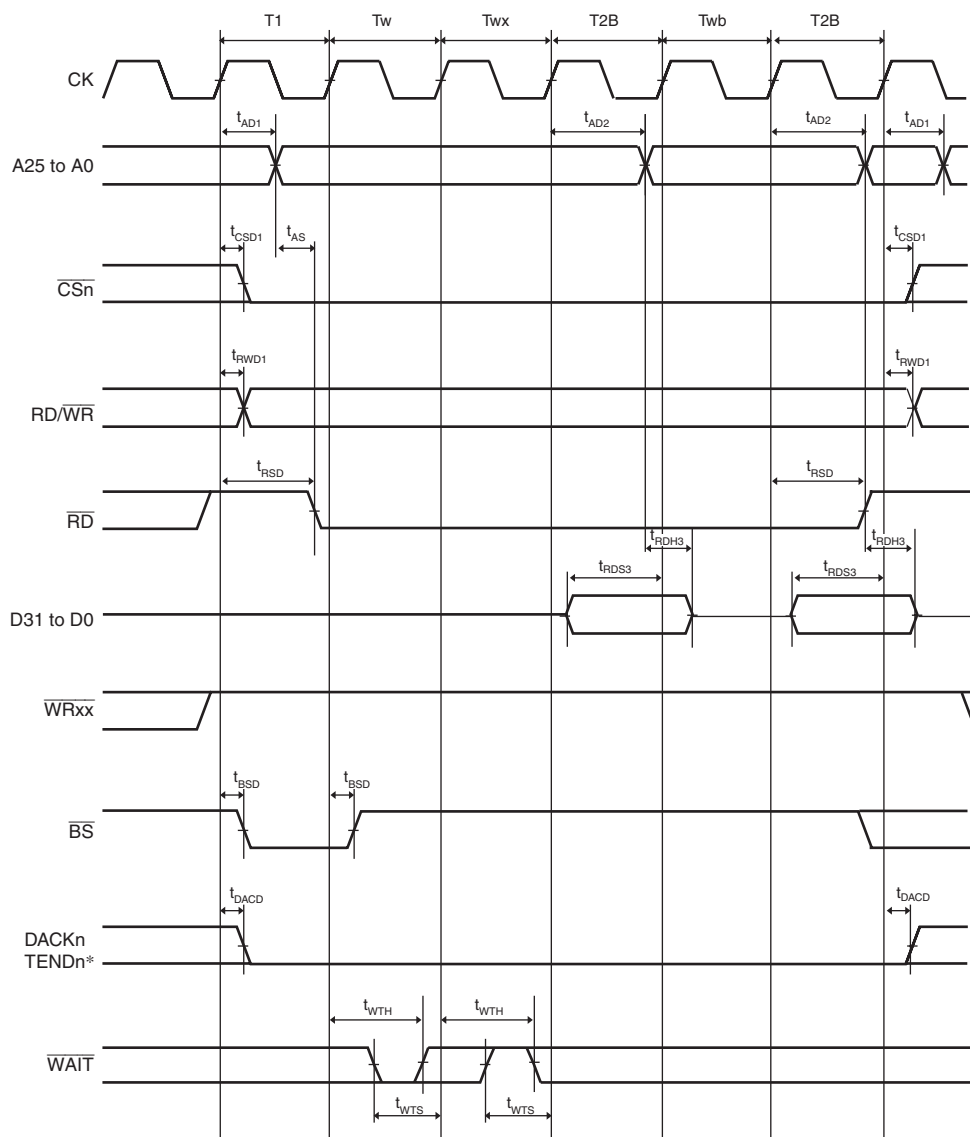 T1 Tw Twx T2B Twb T2B
CK
tAD1 tAD2 tAD2 tAD1
A25 to A0
tCSD1 tAS tCSD1
CSn
tRWD1 tRWD1
RD/WR
tRSD tRSD
RD
tRDH3 tRDH3
tRDS3 tRDS3
D31 to D0
WRxx
tBSD tBSD
BS
tDACD tDACD
DACKn
TENDn*
tWTH tWTH
WAIT
tWTS tWTS